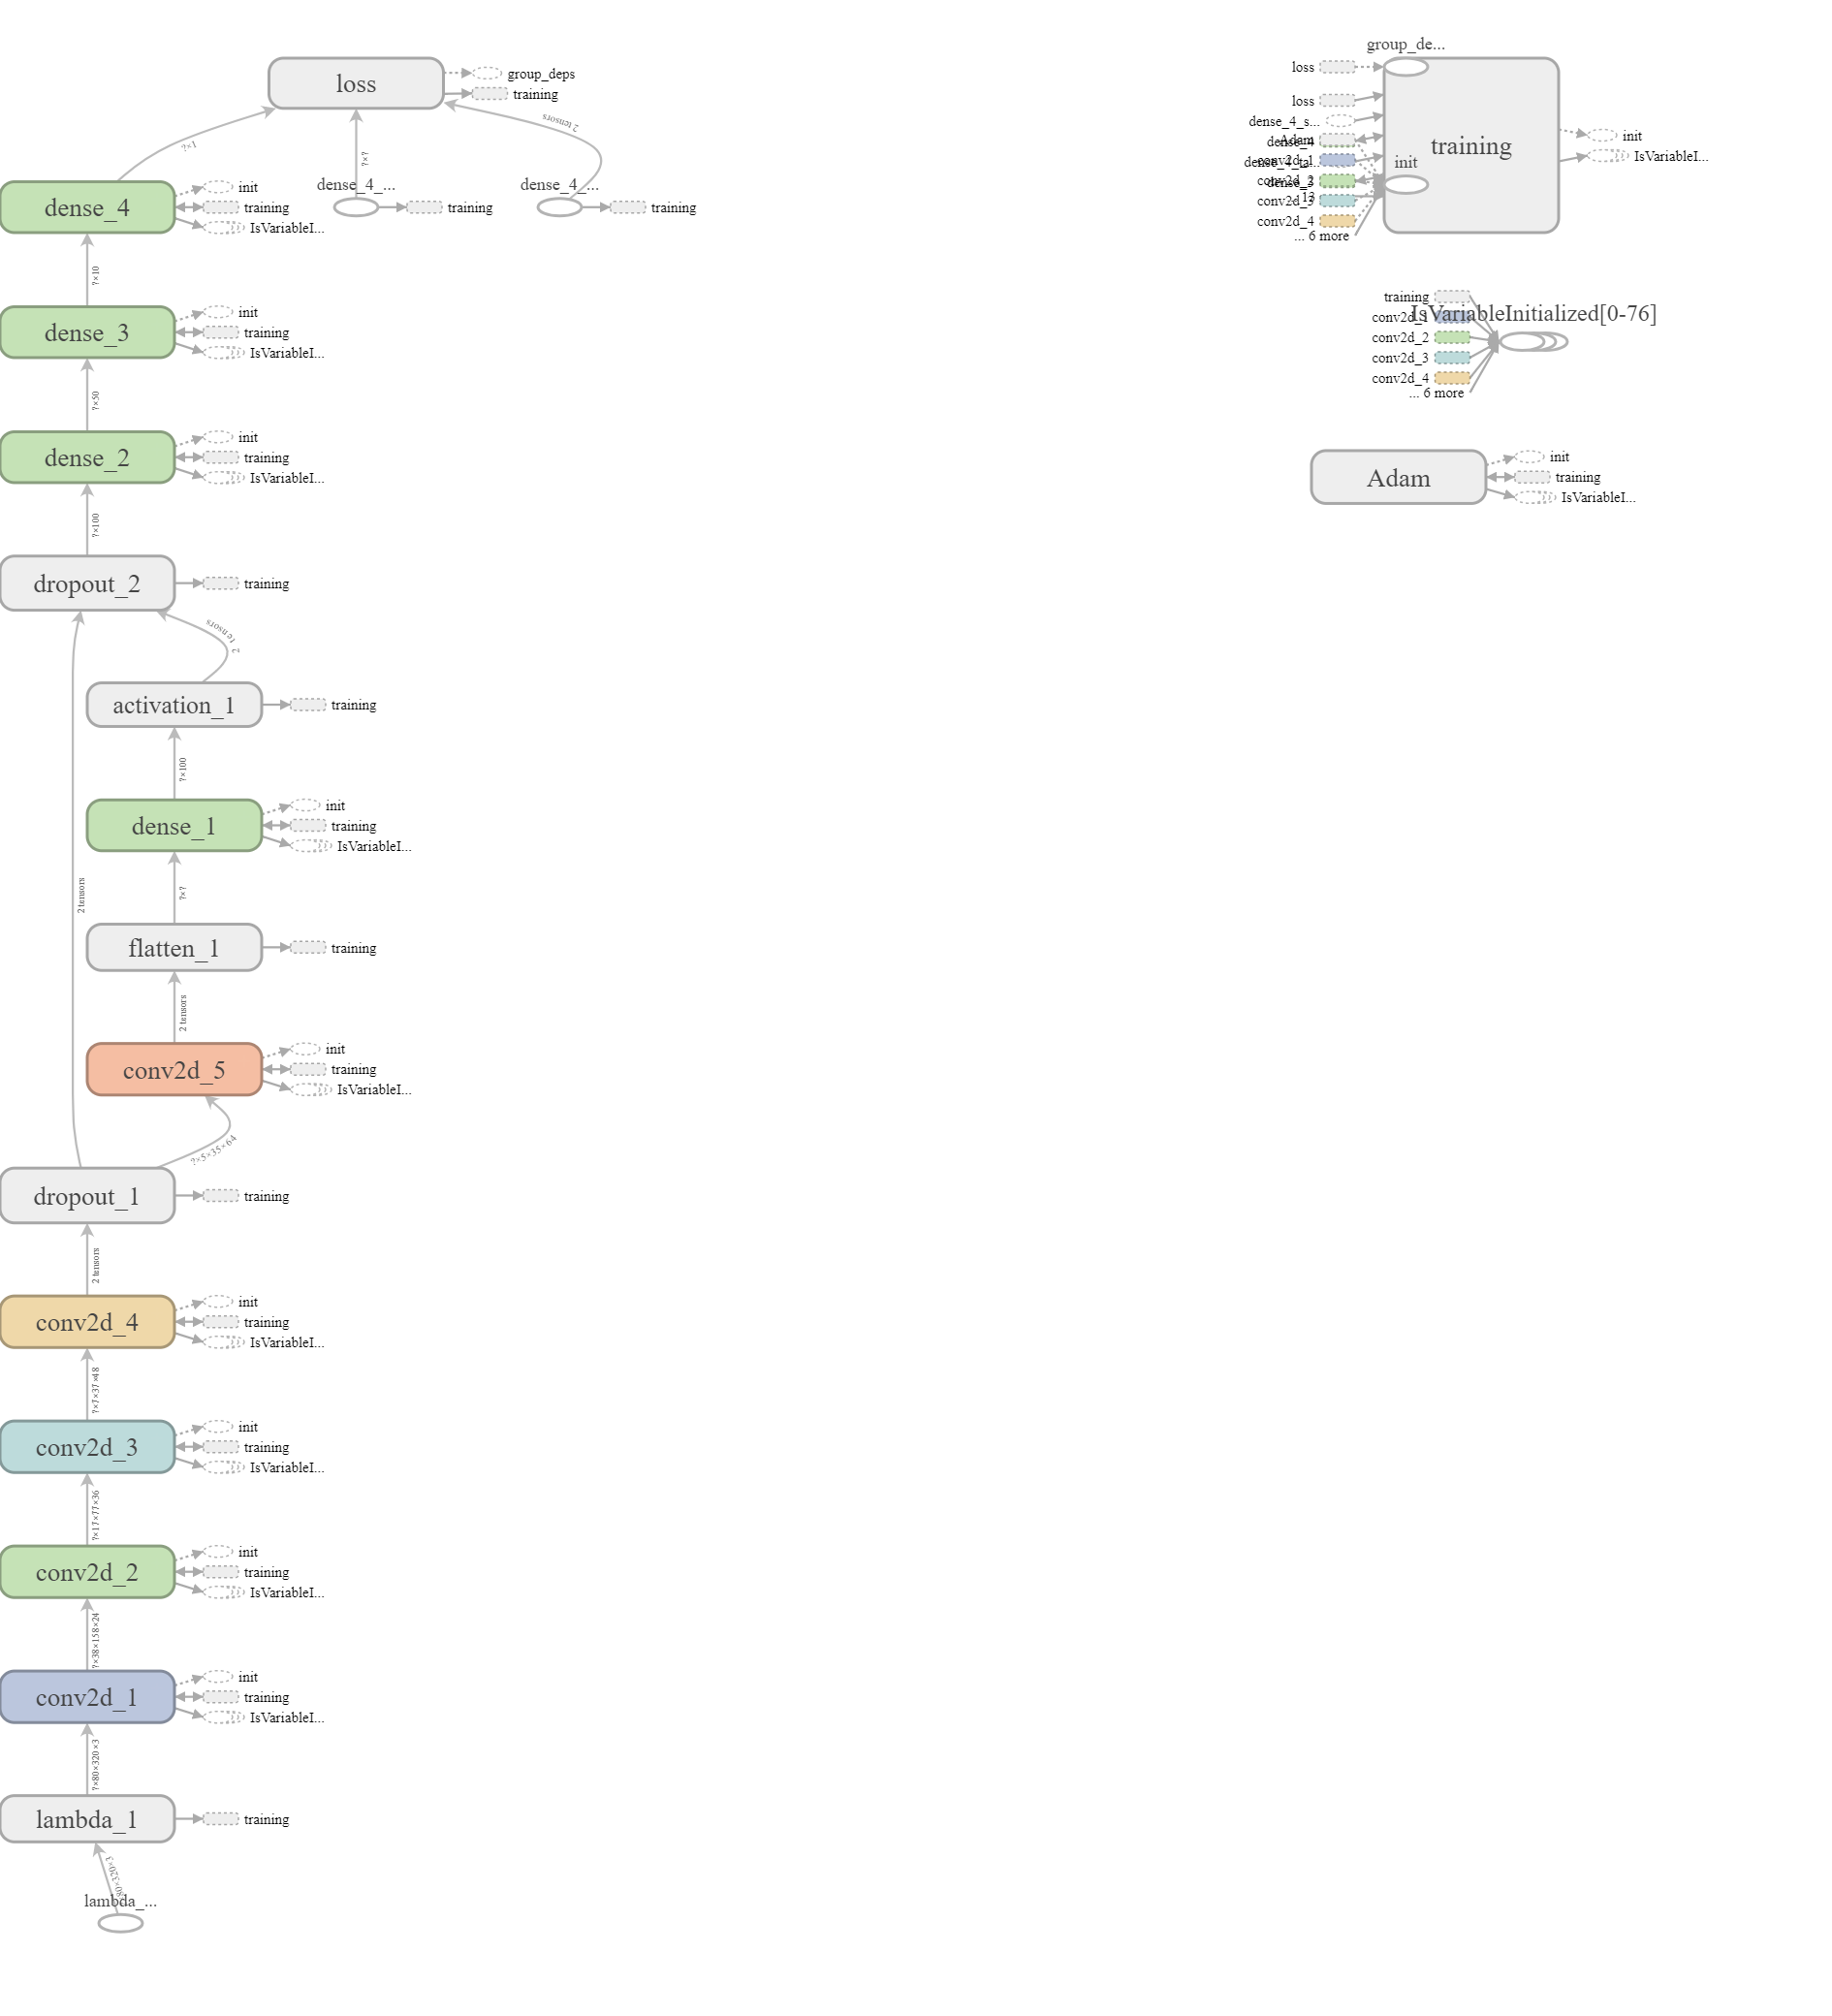 loss
group_deps
training
?×1
?×?
2 tensors
dense_4_...
training
dense_4_...
training
dense_4
init
training
IsVariableI...
?×10
dense_3
init
training
IsVariableI...
?×50
dense_2
init
training
IsVariableI...
?×100
dropout_2
training
2 tensors
2 tensors
activation_1
training
?×100
dense_1
init
training
IsVariableI...
?×?
flatten_1
training
2 tensors
conv2d_5
init
training
IsVariableI...
?×5×35×64
dropout_1
training
2 tensors
conv2d_4
init
training
IsVariableI...
?×7×37×48
conv2d_3
init
training
IsVariableI...
?×17×77×36
conv2d_2
init
training
IsVariableI...
?×38×158×24
conv2d_1
init
training
IsVariableI...
?×80×320×3
lambda_1
training
lambda_...
group_de...
loss
loss
dense_4_s...
Adam
dense_4
conv2d_1
conv2d_2
dense_3
conv2d_3
conv2d_4
... 6 more
init
training
init
IsVariableI...
IsVariableInitialized[0-76]
training
conv2d_1
conv2d_2
conv2d_3
conv2d_4
... 6 more
Adam
init
training
IsVariableI...